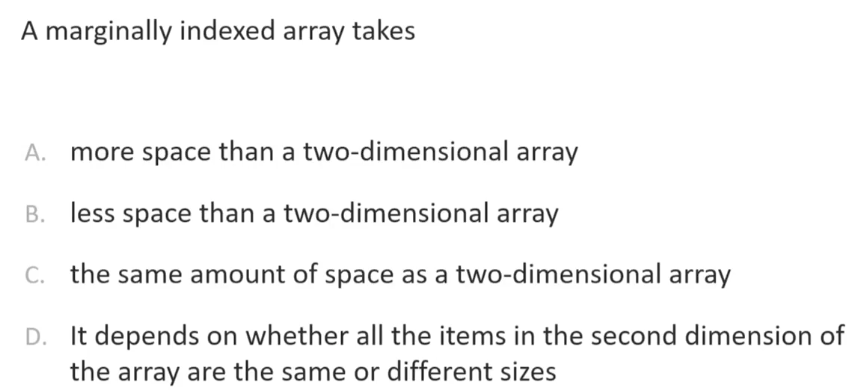 A marginally indexed array takes
A. more space than a two-dimensional array
B. less space than a two-dimensional array
C. the same amount of space as a two-dimensional array
D. It depends on whether all the items in the second dimension of
the array are the same or different sizes